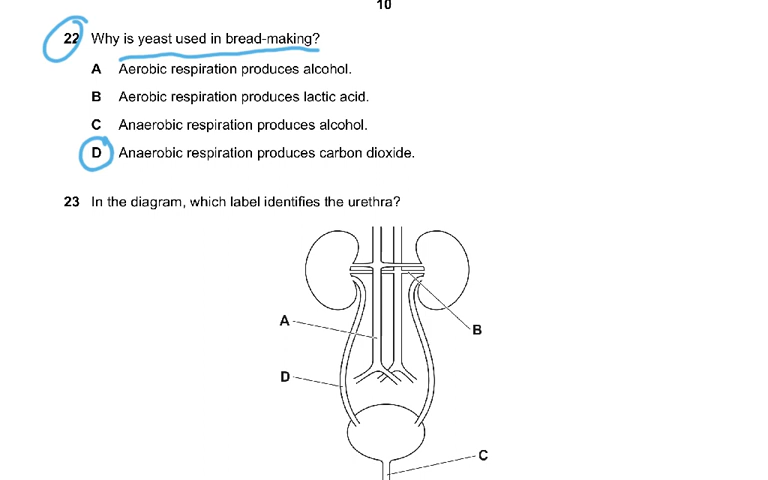 10
22 Why is yeast used in bread-making?
A Aerobic respiration produces alcohol.
B Aerobic respiration produces lactic acid.
C Anaerobic respiration produces alcohol.
D Anaerobic respiration produces carbon dioxide.
23 In the diagram, which label identifies the urethra?
A
B
D
C